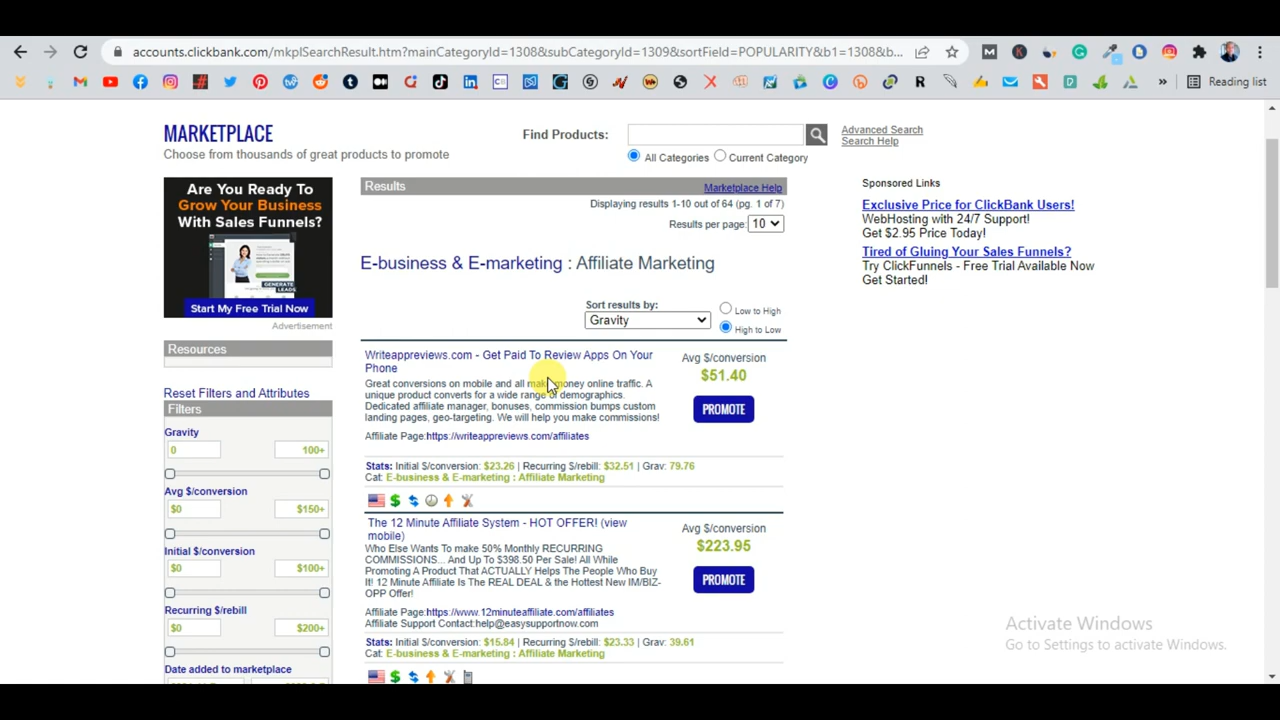 accounts.clickbank.com/mkplSearchResult.htm?mainCategoryId=1308&subCategoryId=1309&sortField=POPULARITY&b1=1308&b...
Reading list
MARKETPLACE
Choose from thousands of great products to promote
Find Products:
Advanced Search
Search Help
All Categories
Current Category
Are You Ready To
Grow Your Business
With Sales Funnels?
GENERATE
LEADS
Start My Free Trial Now
Advertisement
Resources
Reset Filters and Attributes
Filters
Gravity
0 100+
Avg $/conversion
$0 $150+
Initial $/conversion
$0 $100+
Recurring $/rebill
$0 $200+
Date added to marketplace
Results Marketplace Help
Displaying results 1-10 out of 64 (pg. 1 of 7)
Results per page: 10
E-business & E-marketing : Affiliate Marketing
Sort results by:
Gravity
Low to High
High to Low
Writeappreviews.com - Get Paid To Review Apps On Your
Phone
Great conversions on mobile and all make money online traffic. A
unique product converts for a wide range of demographics.
Dedicated affiliate manager, bonuses, commission bumps custom
landing pages, geo-targeting. We will help you make commissions!
Affiliate Page:https://writeappreviews.com/affiliates
Avg $/conversion
$51.40
PROMOTE
Stats: Initial $/conversion: $23.26 | Recurring $/rebill: $32.51 | Grav: 79.76
Cat: E-business & E-marketing : Affiliate Marketing
The 12 Minute Affiliate System - HOT OFFER! (view
mobile)
Who Else Wants To make 50% Monthly RECURRING
COMMISSIONS... And Up To $398.50 Per Sale! All While
Promoting A Product That ACTUALLY Helps The People Who Buy
It! 12 Minute Affiliate Is The REAL DEAL & the Hottest New IM/BIZ-
OPP Offer!
Affiliate Page:https://www.12minuteaffiliate.com/affiliates
Affiliate Support Contact:help@easysupportnow.com
Avg $/conversion
$223.95
PROMOTE
Stats: Initial $/conversion: $15.84 | Recurring $/rebill: $23.33 | Grav: 39.61
Cat: E-business & E-marketing : Affiliate Marketing
Sponsored Links
Exclusive Price for ClickBank Users!
WebHosting with 24/7 Support!
Get $2.95 Price Today!
Tired of Gluing Your Sales Funnels?
Try ClickFunnels - Free Trial Available Now
Get Started!
Activate Windows
Go to Settings to activate Windows.